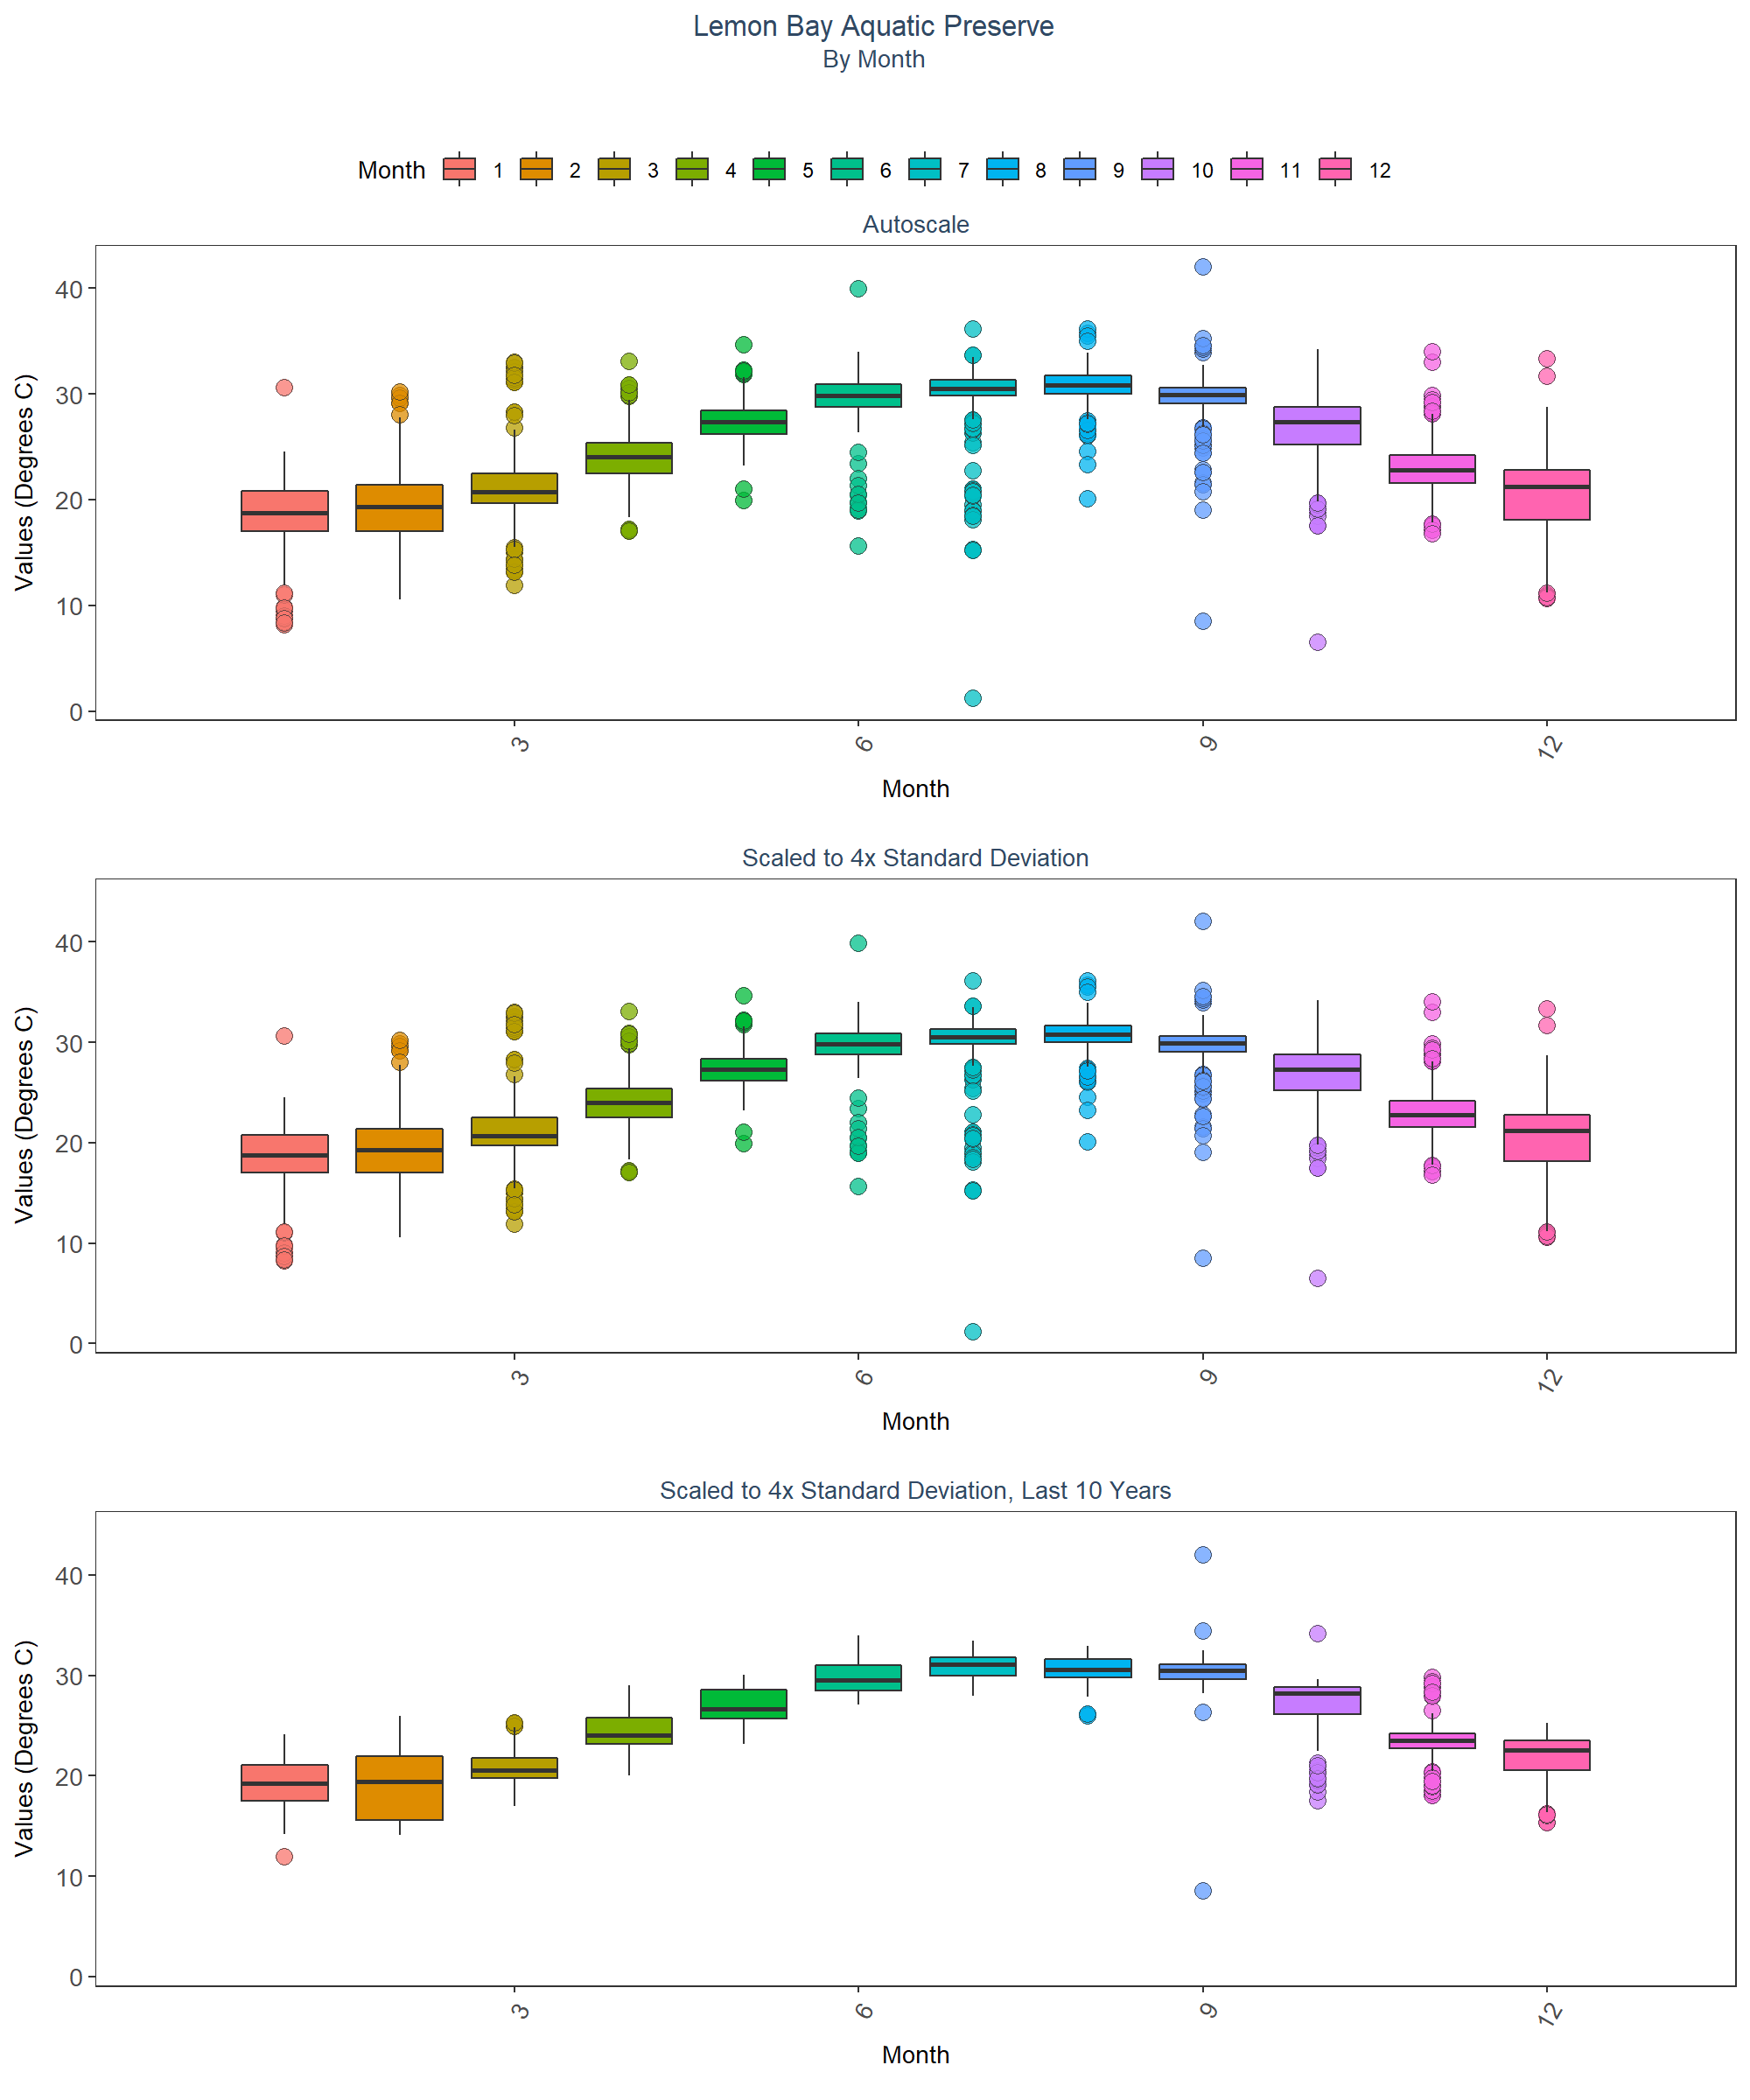 Lemon Bay Aquatic Preserve
By Month
Month 1 2 3 4 5 6 7 8 9 10 11 12
Autoscale
Values (Degrees C)
40
30
20
10
0
3 6 9 12
Month
Scaled to 4x Standard Deviation
Values (Degrees C)
40
30
20
10
0
3 6 9 12
Month
Scaled to 4x Standard Deviation, Last 10 Years
Values (Degrees C)
40
30
20
10
0
3 6 9 12
Month